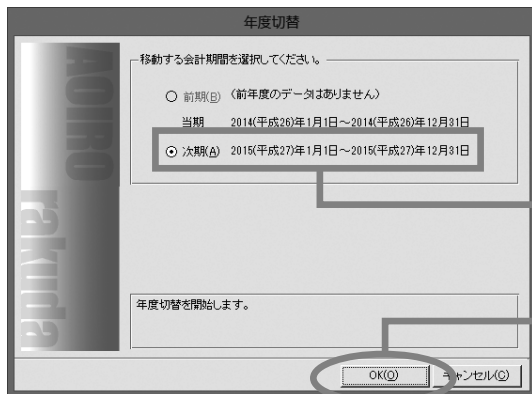 年度切替
移動する会計期間を選択してください。
前期(B) (前年度のデータはありません)
当期 2014(平成26)年1月1日～2014(平成26)年12月31日
次期(A) 2015(平成27)年1月1日～2015(平成27)年12月31日
AOIRO
rakuda
年度切替を開始します。
OK(O) キャンセル(C)